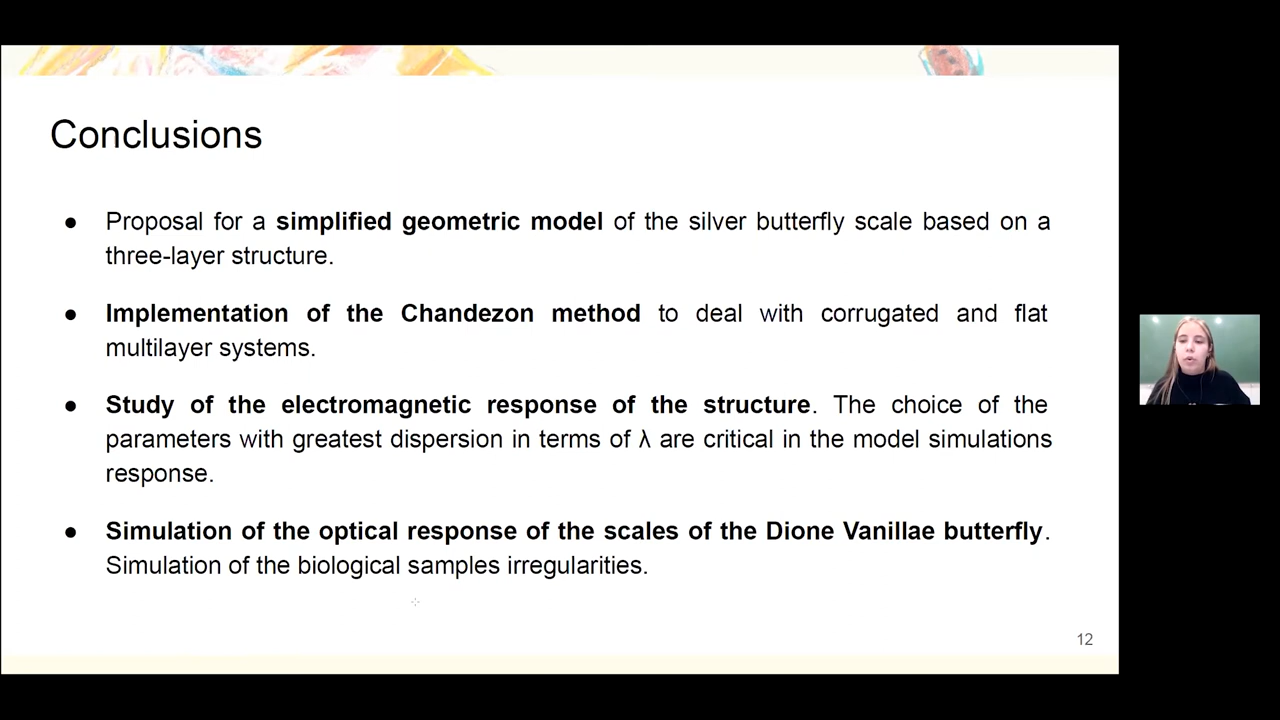 Conclusions
● Proposal for a simplified geometric model of the silver butterfly scale based on a
three-layer structure.
● Implementation of the Chandezon method to deal with corrugated and flat
multilayer systems.
● Study of the electromagnetic response of the structure. The choice of the
parameters with greatest dispersion in terms of λ are critical in the model simulations
response.
● Simulation of the optical response of the scales of the Dione Vanillae butterfly.
Simulation of the biological samples irregularities.
12